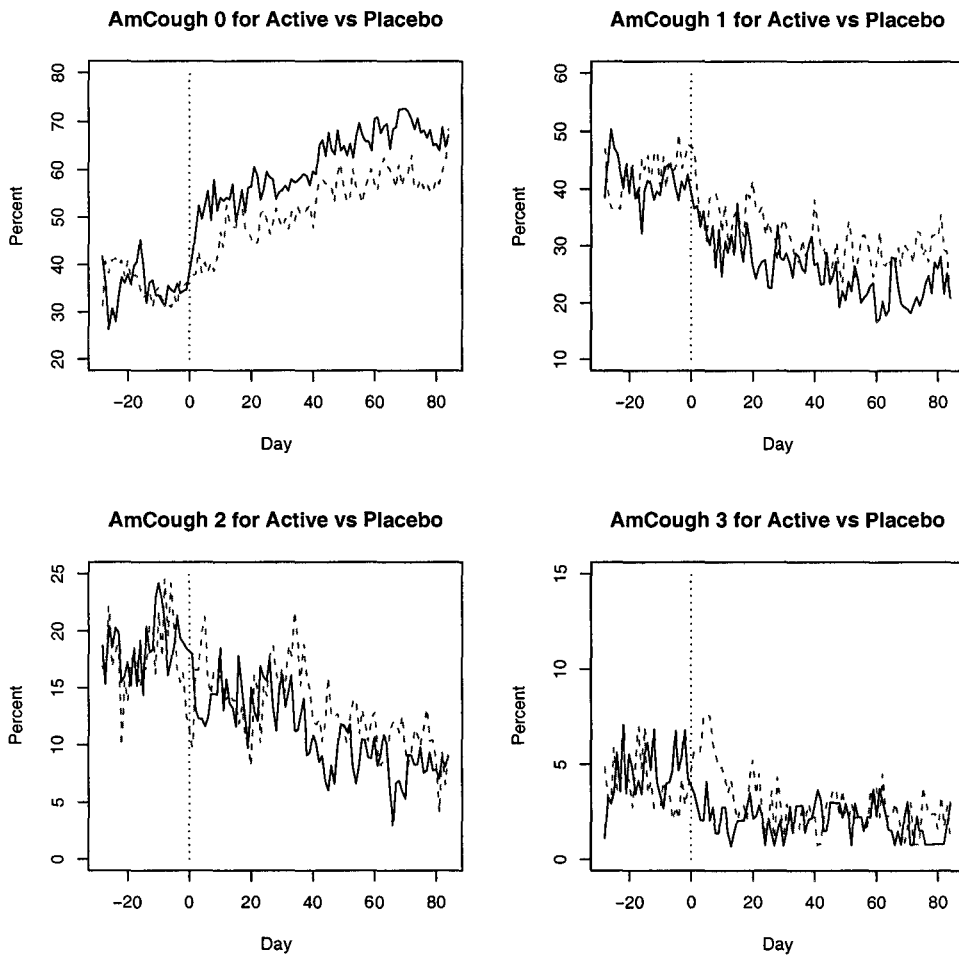 AmCough 0 for Active vs Placebo
80
70
60
50
40
30
20
Percent
-20 0 20 40 60 80
Day
AmCough 1 for Active vs Placebo
60
50
40
30
20
10
Percent
-20 0 20 40 60 80
Day
AmCough 2 for Active vs Placebo
25
20
15
10
5
0
Percent
-20 0 20 40 60 80
Day
AmCough 3 for Active vs Placebo
15
10
5
0
Percent
-20 0 20 40 60 80
Day